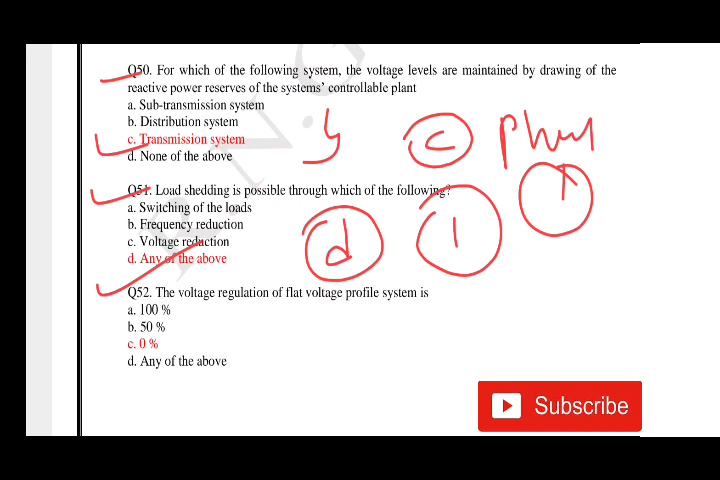 Q50. For which of the following system, the voltage levels are maintained by drawing of the
reactive power reserves of the systems' controllable plant
a. Sub-transmission system
b. Distribution system
c. Transmission system
d. None of the above
Q51. Load shedding is possible through which of the following?
a. Switching of the loads
b. Frequency reduction
c. Voltage reduction
d. Any of the above
Q52. The voltage regulation of flat voltage profile system is
a. 100 %
b. 50 %
c. 0 %
d. Any of the above
c
d
1
Subscribe